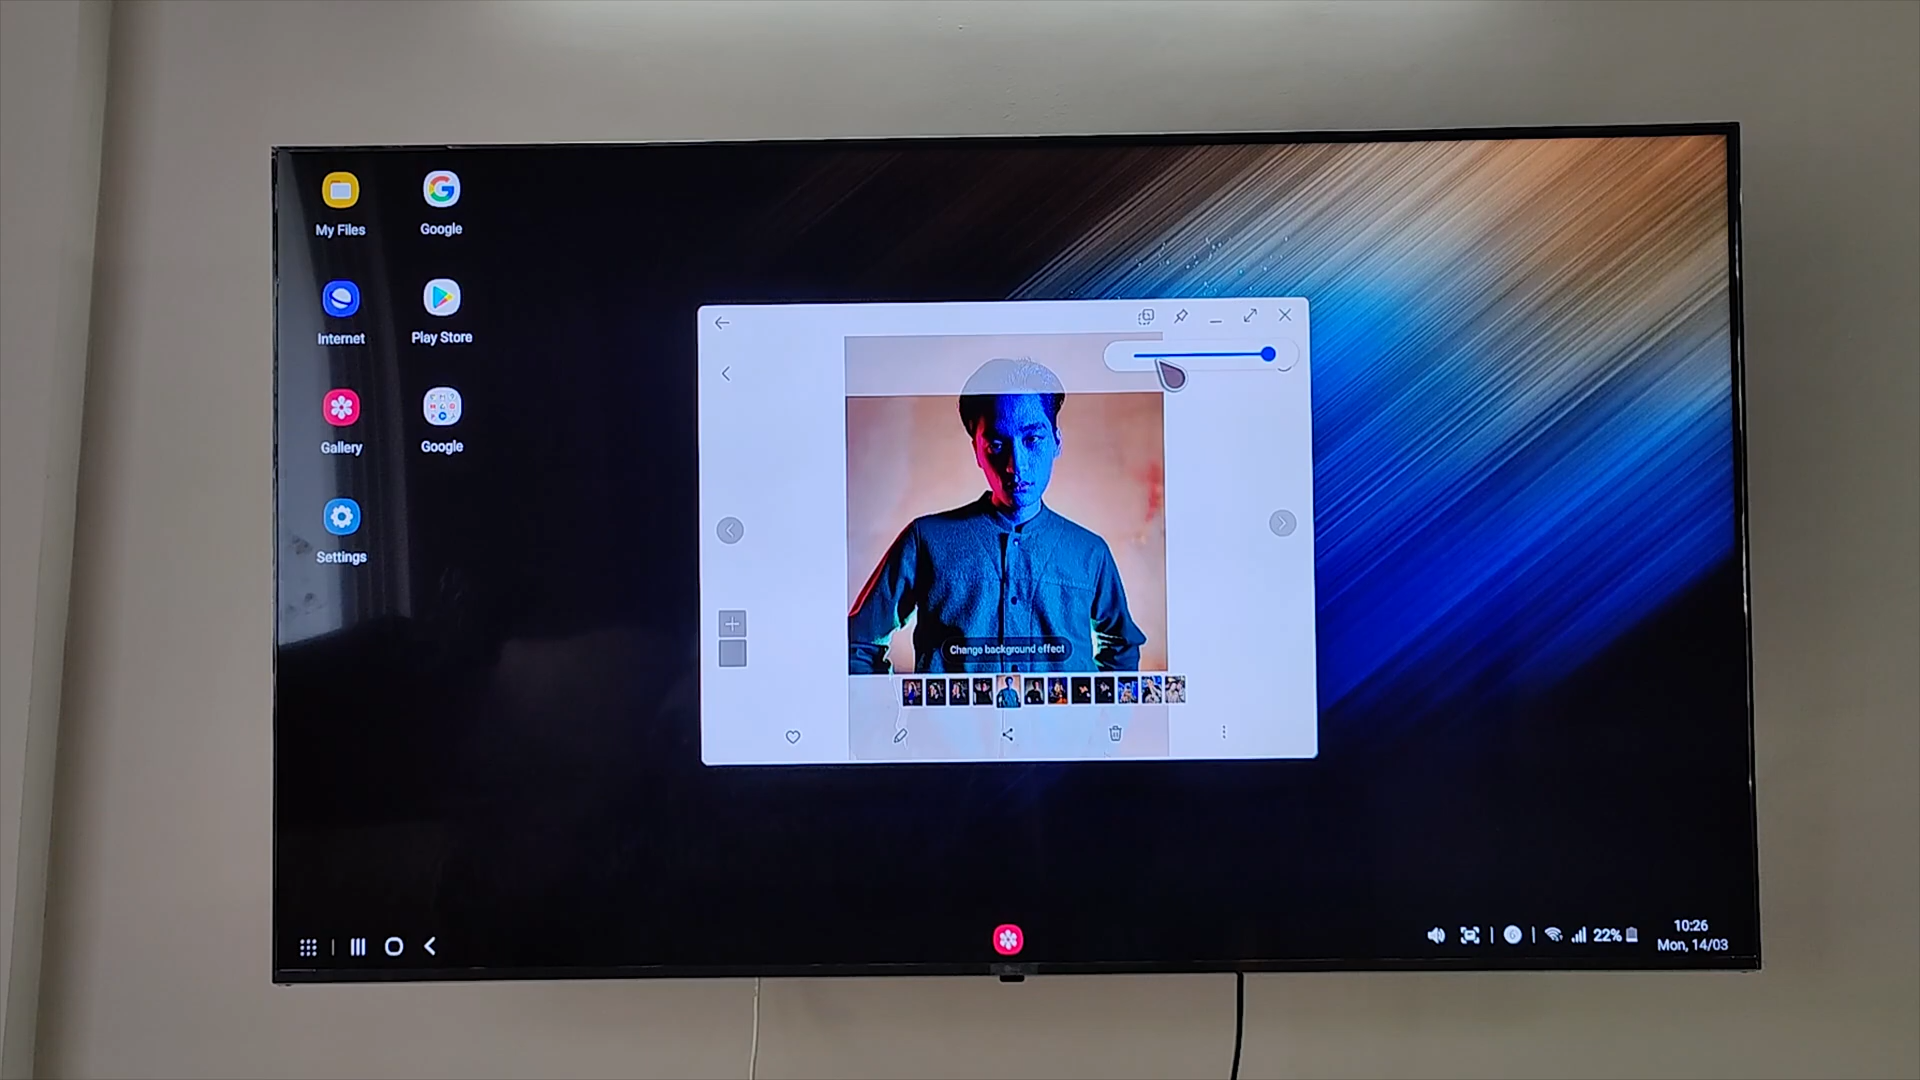 My Files
Google
Internet
Play Store
Gallery
Google
Settings
Change background effect
22%
10:26
Mon, 14/03